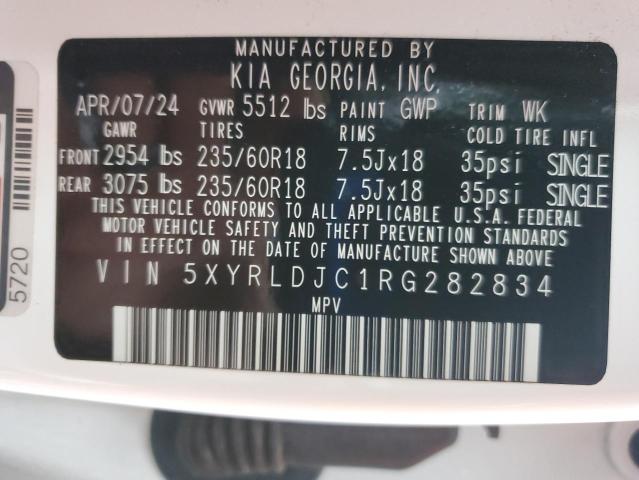 MANUFACTURED BY
KIA GEORGIA, INC.
APR/07/24 GVWR 5512 lbs PAINT GWP TRIM WK
GAWR TIRES RIMS COLD TIRE INFL
FRONT 2954 lbs 235/60R18 7.5Jx18 35psi SINGLE
REAR 3075 lbs 235/60R18 7.5Jx18 35psi SINGLE
THIS VEHICLE CONFORMS TO ALL APPLICABLE U.S.A. FEDERAL
MOTOR VEHICLE SAFETY AND THEFT PREVENTION STANDARDS
IN EFFECT ON THE DATE OF MANUFACTURE SHOWN ABOVE
VIN 5XYRLDJC1RG282834
MPV
5720